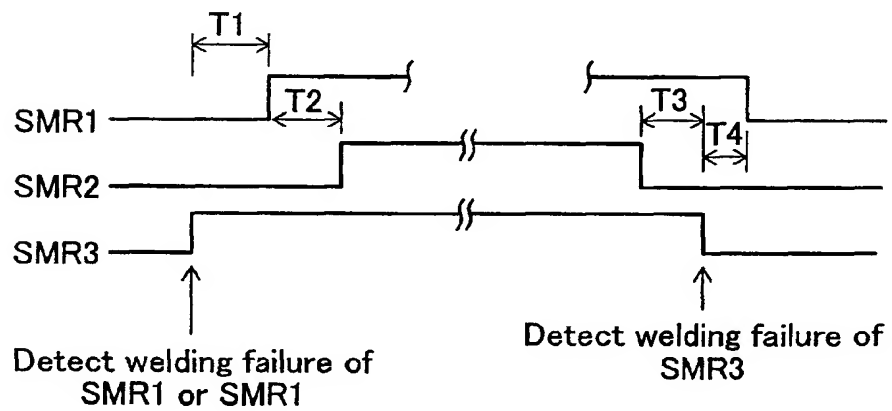 T1
T2
T3
T4
SMR1
SMR2
SMR3
Detect welding failure of
SMR1 or SMR1
Detect welding failure of
SMR3